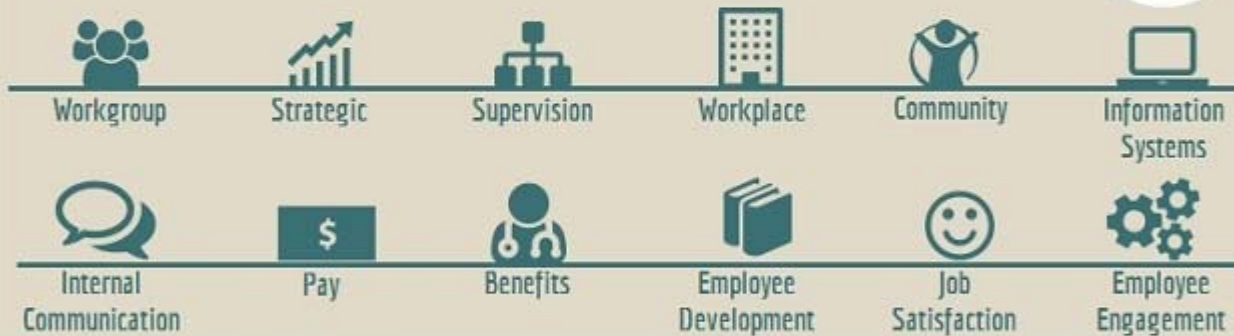 Workgroup Strategic Supervision Workplace Community Information
Systems
$
Internal Pay Benefits Employee Job Employee
Communication Development Satisfaction Engagement